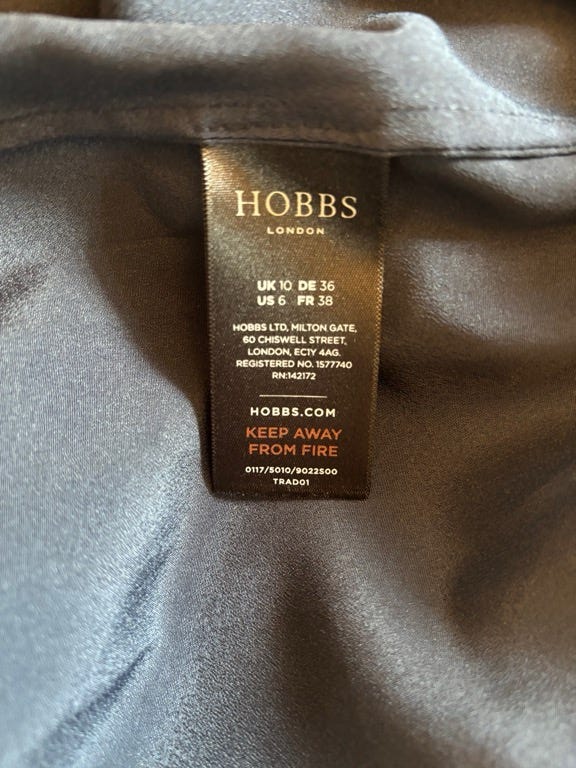 HOBBS
LONDON
UK 10 DE 36
US 6 FR 38
HOBBS LTD, MILTON GATE,
60 CHISWELL STREET,
LONDON, EC1Y 4AG.
REGISTERED NO. 1577740
RN:142172
HOBBS.COM
KEEP AWAY
FROM FIRE
0117/5010/9022S00
TRAD01